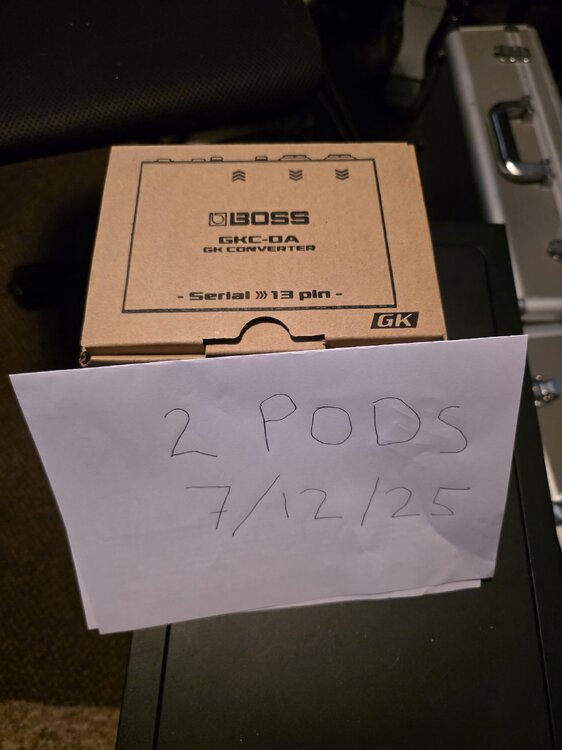 BOSS
GKC-DA
GK CONVERTER
- Serial >>> 13 pin -
GK
2 PODS
7/12/25